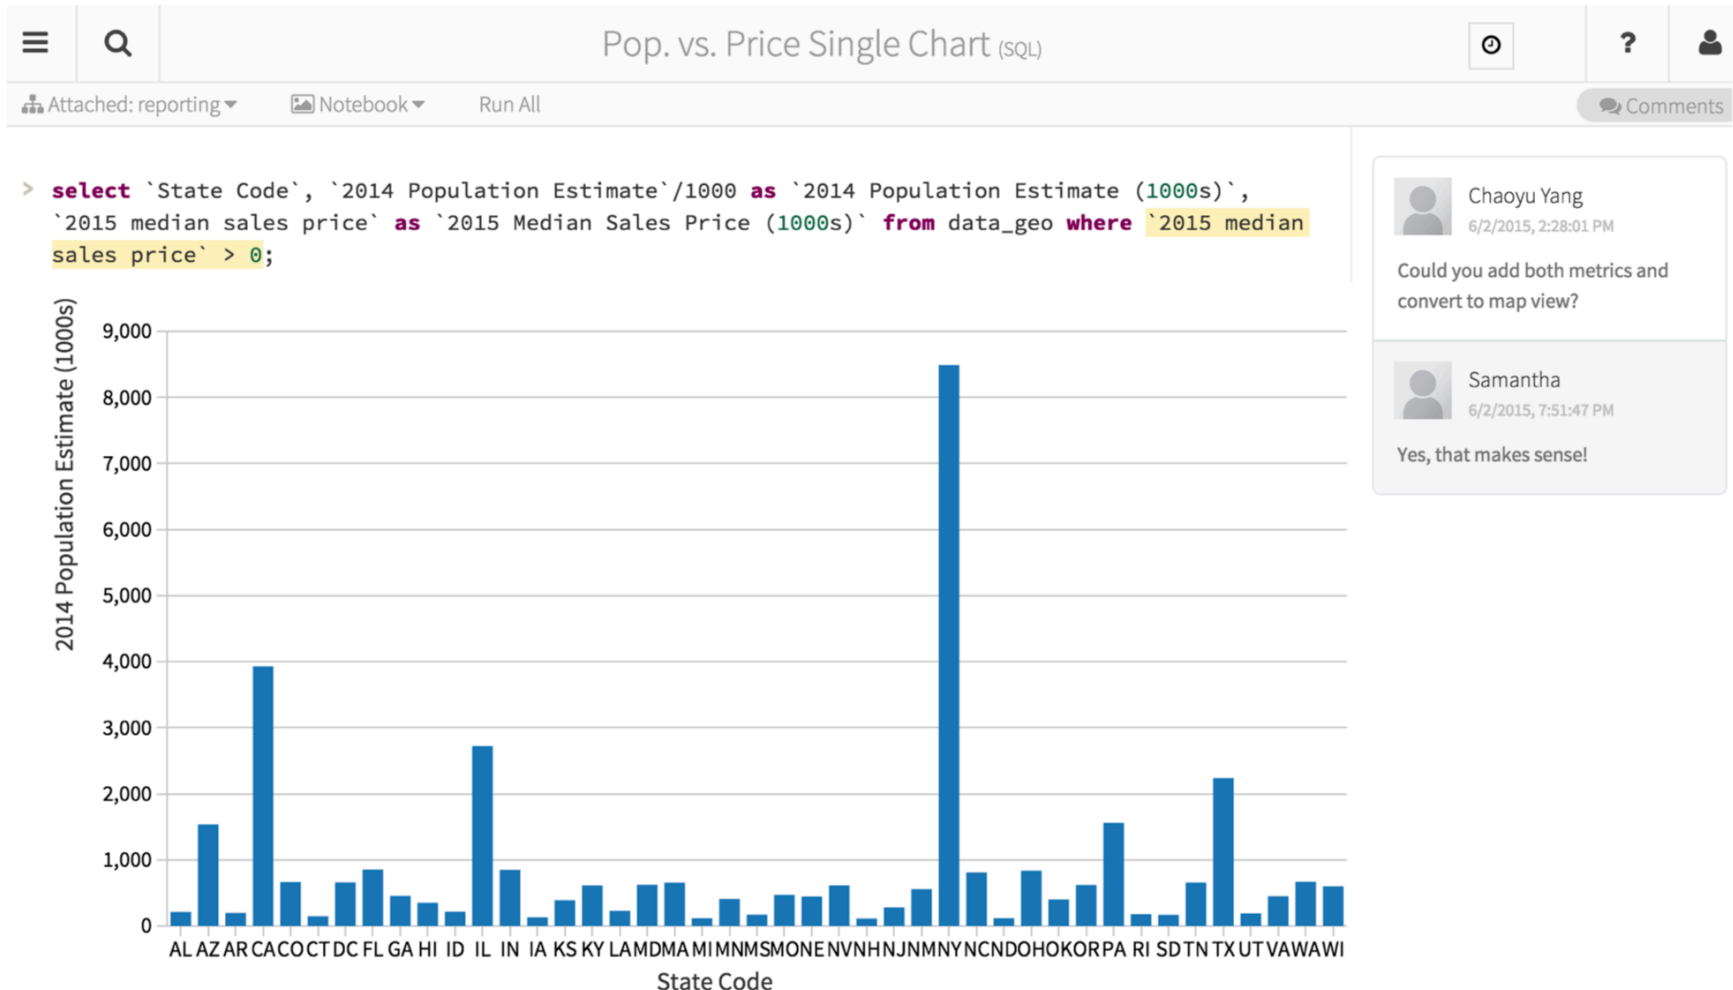 Pop. vs. Price Single Chart (SQL)
?
Attached: reporting
Notebook
Run All
Comments
> select `State Code`, `2014 Population Estimate`/1000 as `2014 Population Estimate (1000s)`,
`2015 median sales price` as `2015 Median Sales Price (1000s)` from data_geo where `2015 median
sales price` > 0;
Chaoyu Yang
6/2/2015, 2:28:01 PM
Could you add both metrics and
convert to map view?
Samantha
6/2/2015, 7:51:47 PM
Yes, that makes sense!
2014 Population Estimate (1000s)
9,000
8,000
7,000
6,000
5,000
4,000
3,000
2,000
1,000
0
AL AZ AR CA CO CT DC FL GA HI ID IL IN IA KS KY LA MD MA MI MN MS MO NE NV NH NJ NM NY NC ND OH OK OR PA RI SD TN TX UT VA WA WI
State Code